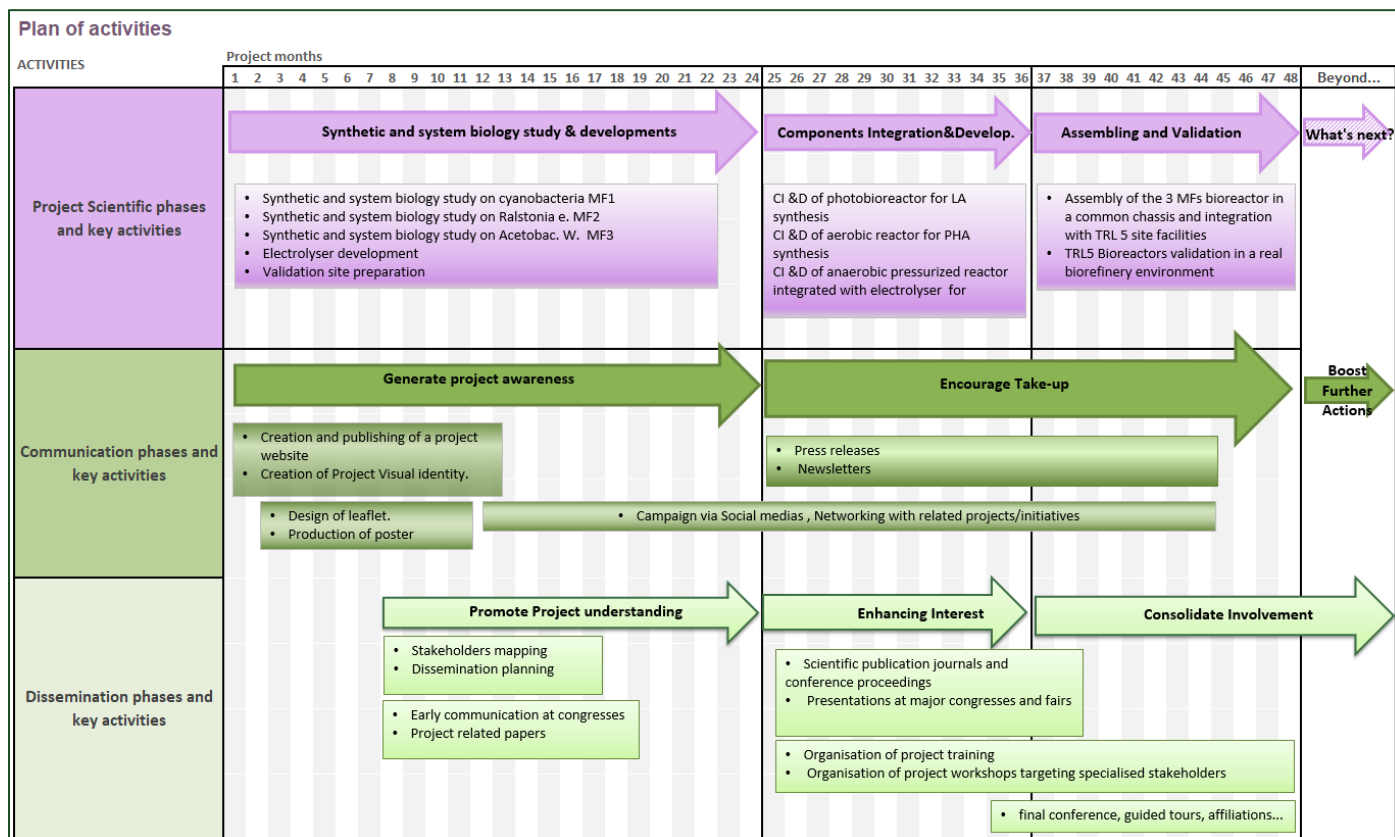 Plan of activities
ACTIVITIES
Project months
1 2 3 4 5 6 7 8 9 10 11 12 13 14 15 16 17 18 19 20 21 22 23 24 25 26 27 28 29 30 31 32 33 34 35 36 37 38 39 40 41 42 43 44 45 46 47 48 Beyond...
Project Scientific phases
and key activities
Synthetic and system biology study & developments
Components Integration&Develop.
Assembling and Validation
What's next?
• Synthetic and system biology study on cyanobacteria MF1
• Synthetic and system biology study on Ralstonia e. MF2
• Synthetic and system biology study on Acetobac. W. MF3
• Electrolyser development
• Validation site preparation
CI &D of photobioreactor for LA
synthesis
CI &D of aerobic reactor for PHA
synthesis
CI &D of anaerobic pressurized reactor
integrated with electrolyser for
• Assembly of the 3 MFs bioreactor in
a common chassis and integration
with TRL 5 site facilities
• TRL5 Bioreactors validation in a real
biorefinery environment
Communication phases and
key activities
Generate project awareness
Encourage Take-up
Boost
Further
Actions
• Creation and publishing of a project
website
• Creation of Project Visual identity.
• Press releases
• Newsletters
• Design of leaflet.
• Production of poster
• Campaign via Social medias , Networking with related projects/initiatives
Dissemination phases and
key activities
Promote Project understanding
Enhancing Interest
Consolidate Involvement
• Stakeholders mapping
• Dissemination planning
• Early communication at congresses
• Project related papers
• Scientific publication journals and
conference proceedings
• Presentations at major congresses and fairs
• Organisation of project training
• Organisation of project workshops targeting specialised stakeholders
• final conference, guided tours, affiliations...